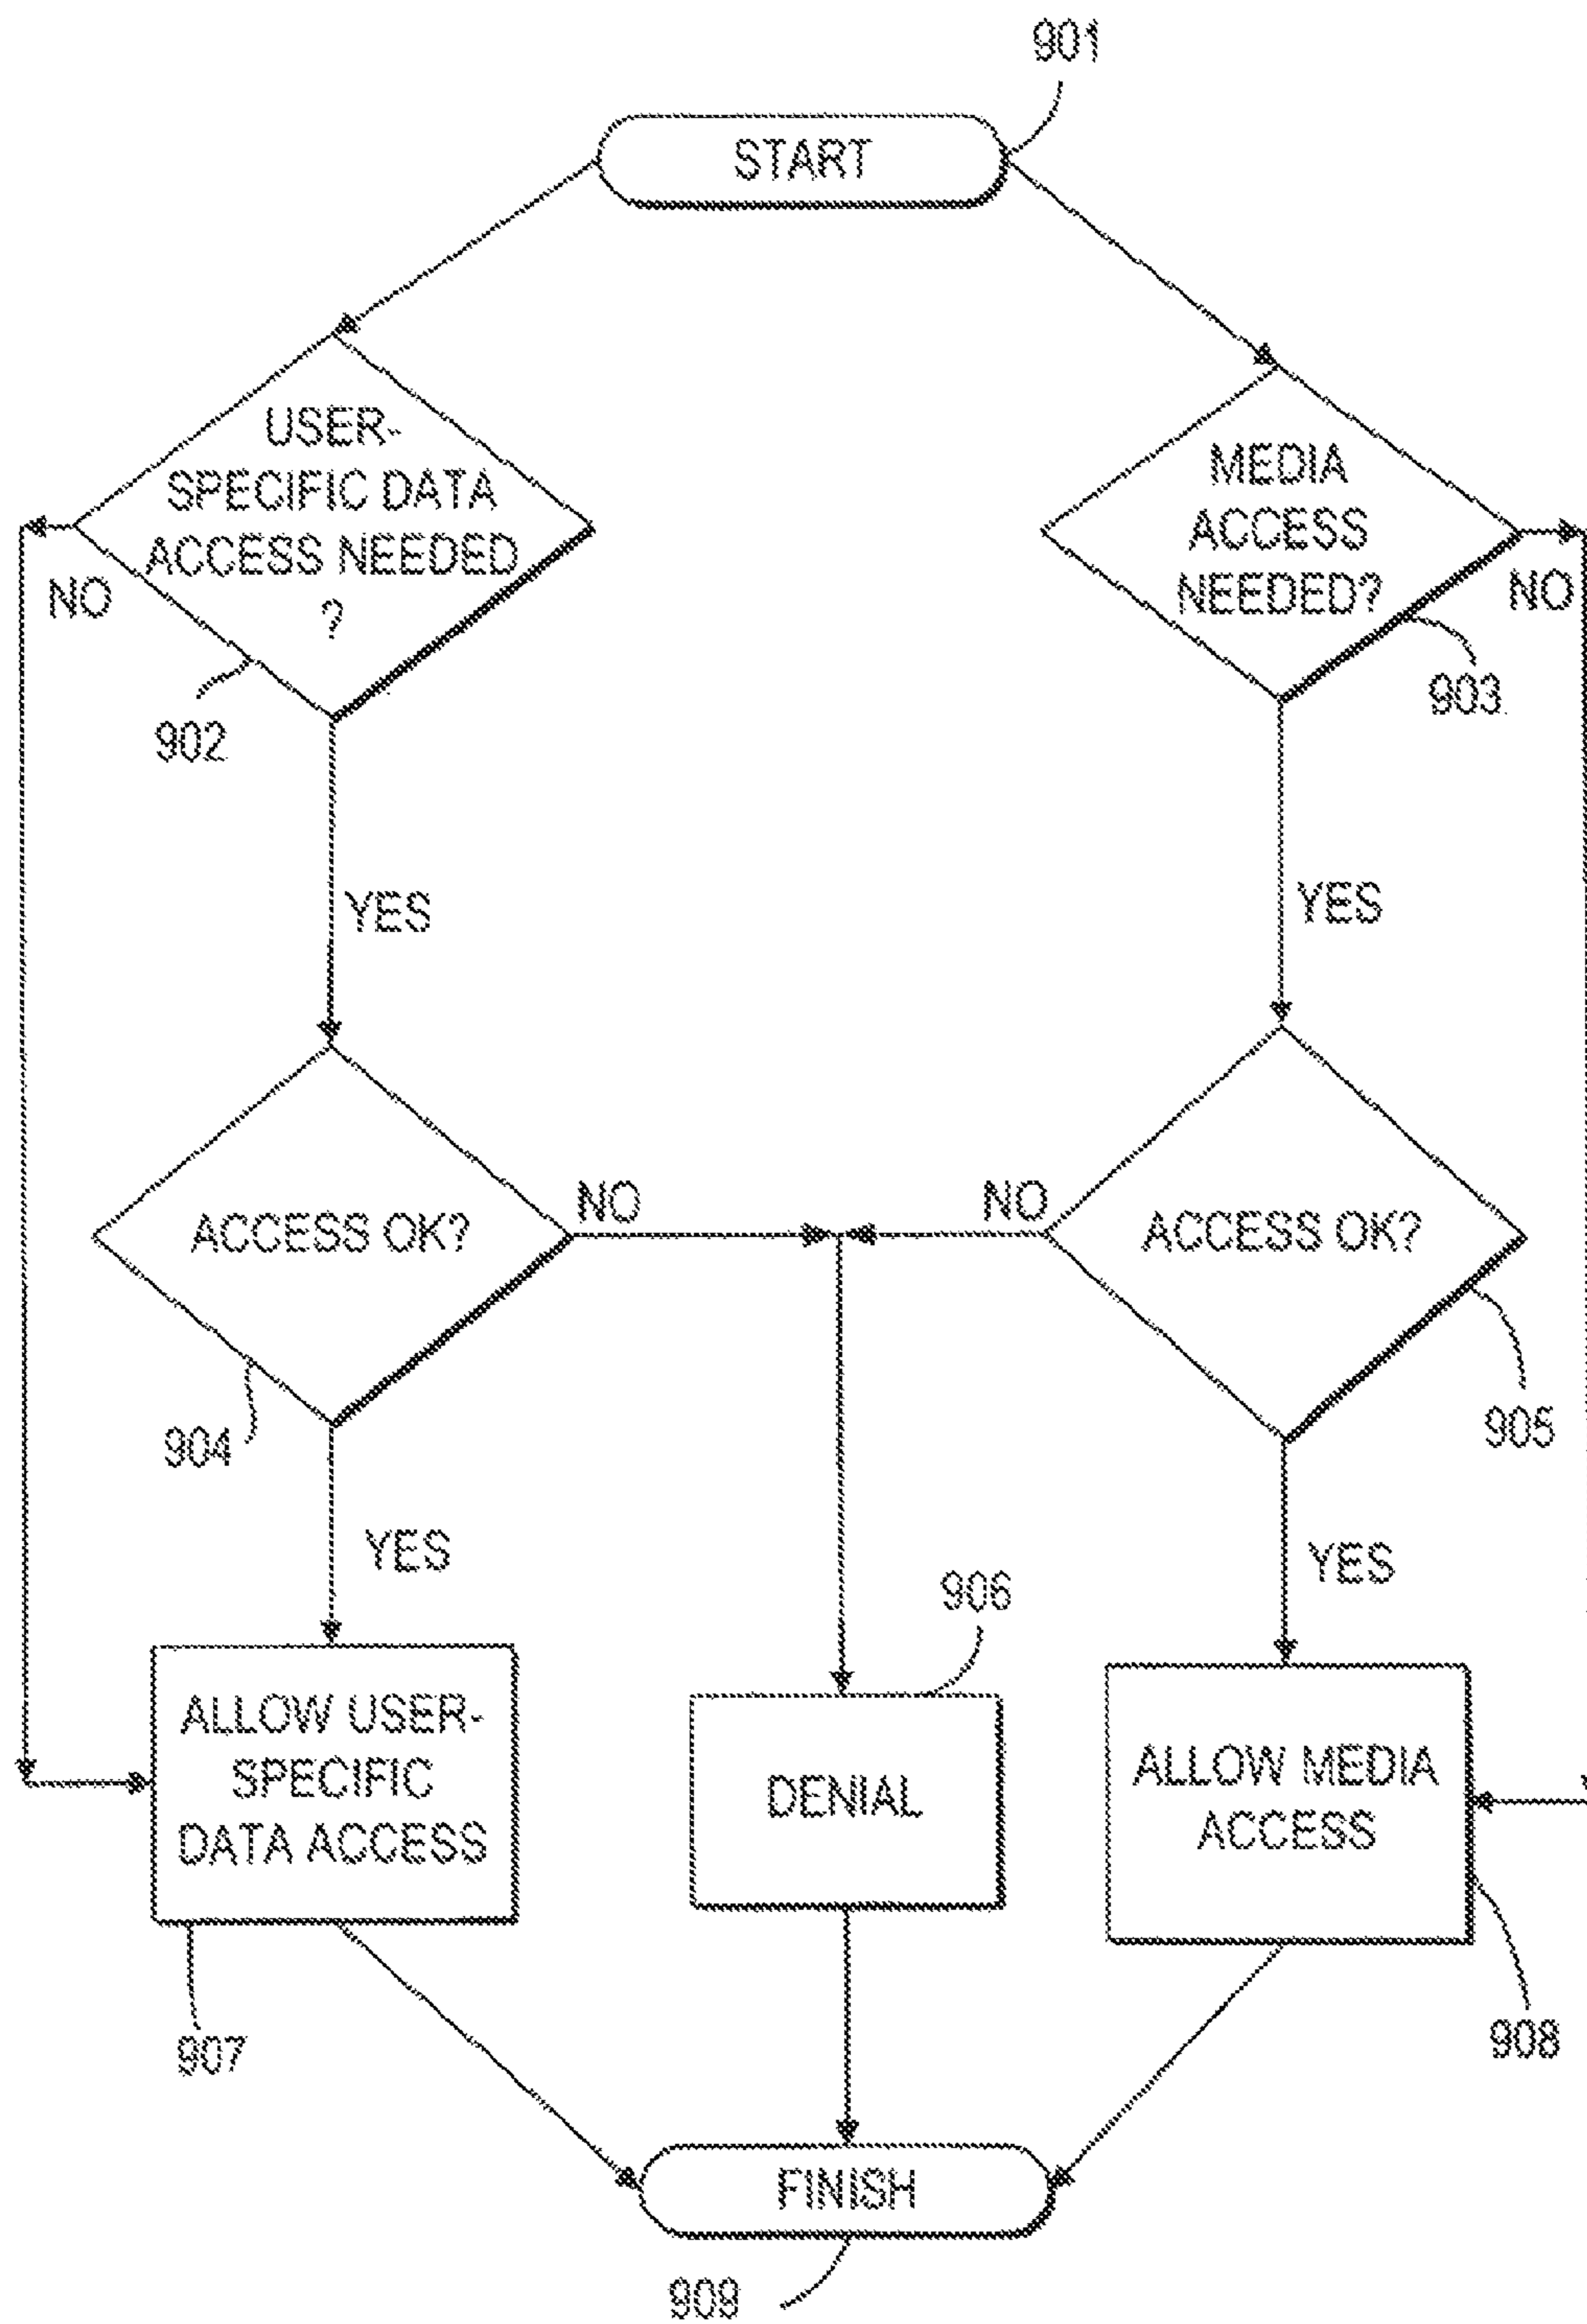 901
START
USER-
SPECIFIC DATA
ACCESS NEEDED
?
NO
902
MEDIA
ACCESS
NEEDED?
NO
903
YES
YES
ACCESS OK?
NO
904
NO
ACCESS OK?
905
YES
YES
906
ALLOW USER-
SPECIFIC
DATA ACCESS
907
DENIAL
ALLOW MEDIA
ACCESS
908
FINISH
909